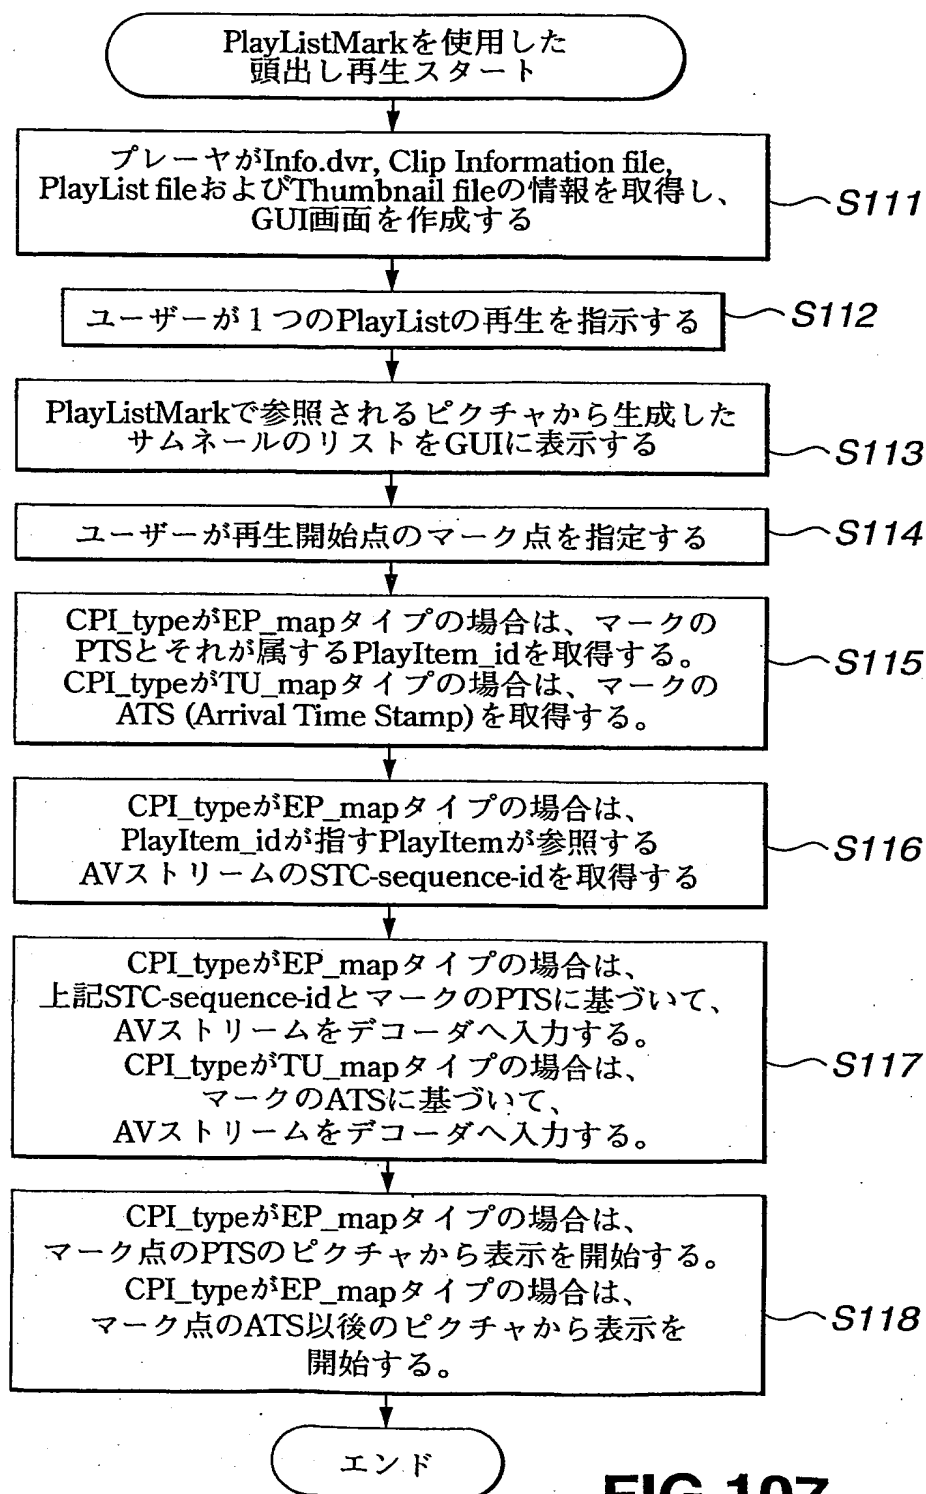 PlayListMarkを使用した
頭出し再生スタート
プレーヤがInfo.dvr, Clip Information file,
PlayList fileおよびThumbnail fileの情報を取得し、
GUI画面を作成する
S111
ユーザーが1つのPlayListの再生を指示する
S112
PlayListMarkで参照されるピクチャから生成した
サムネールのリストをGUIに表示する
S113
ユーザーが再生開始点のマーク点を指定する
S114
CPI_typeがEP_mapタイプの場合は、マークの
PTSとそれが属するPlayItem_idを取得する。
CPI_typeがTU_mapタイプの場合は、マークの
ATS (Arrival Time Stamp)を取得する。
S115
CPI_typeがEP_mapタイプの場合は、
PlayItem_idが指すPlayItemが参照する
AVストリームのSTC-sequence-idを取得する
S116
CPI_typeがEP_mapタイプの場合は、
上記STC-sequence-idとマークのPTSに基づいて、
AVストリームをデコーダへ入力する。
CPI_typeがTU_mapタイプの場合は、
マークのATSに基づいて、
AVストリームをデコーダへ入力する。
S117
CPI_typeがEP_mapタイプの場合は、
マーク点のPTSのピクチャから表示を開始する。
CPI_typeがEP_mapタイプの場合は、
マーク点のATS以後のピクチャから表示を
開始する。
S118
エンド
FIG.107